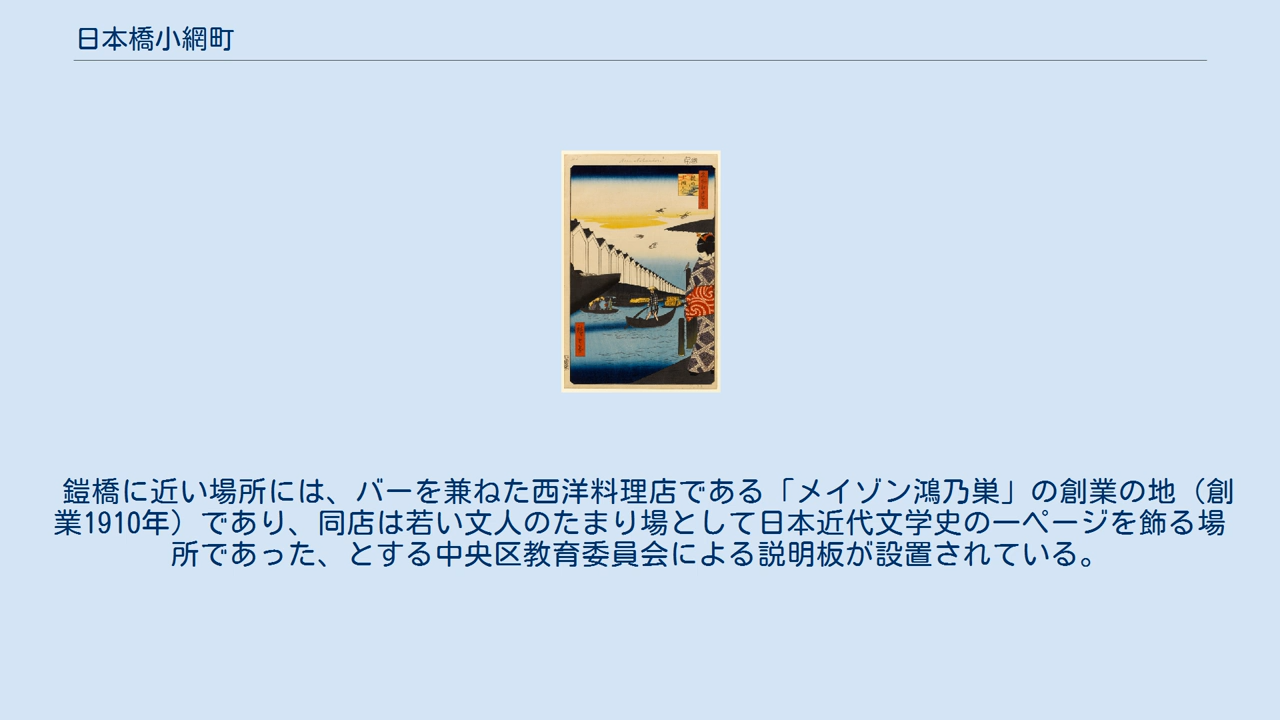 日本橋小網町
鎧橋に近い場所には、バーを兼ねた西洋料理店である「メイゾン鴻乃巣」の創業の地（創
業1910年）であり、同店は若い文人のたまり場として日本近代文学史の一ページを飾る場
所であった、とする中央区教育委員会による説明板が設置されている。